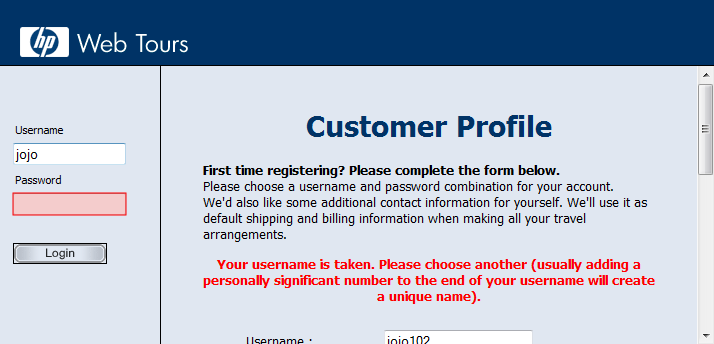 hp Web Tours
Username
jojo
Password
Login
Customer Profile
First time registering? Please complete the form below.
Please choose a username and password combination for your account.
We'd also like some additional contact information for yourself. We'll use it as
default shipping and billing information when making all your travel
arrangements.
Your username is taken. Please choose another (usually adding a
personally significant number to the end of your username will create
a unique name).
Username : jojo102